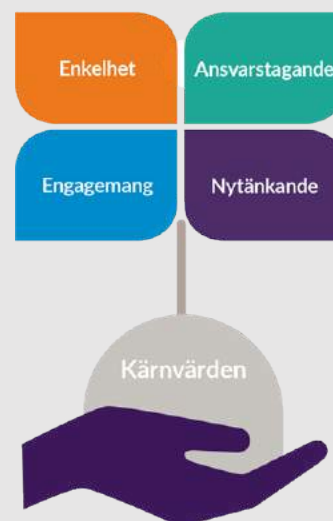 Enkelhet
Ansvarstagande
Engagemang
Nytänkande
Kärnvärden